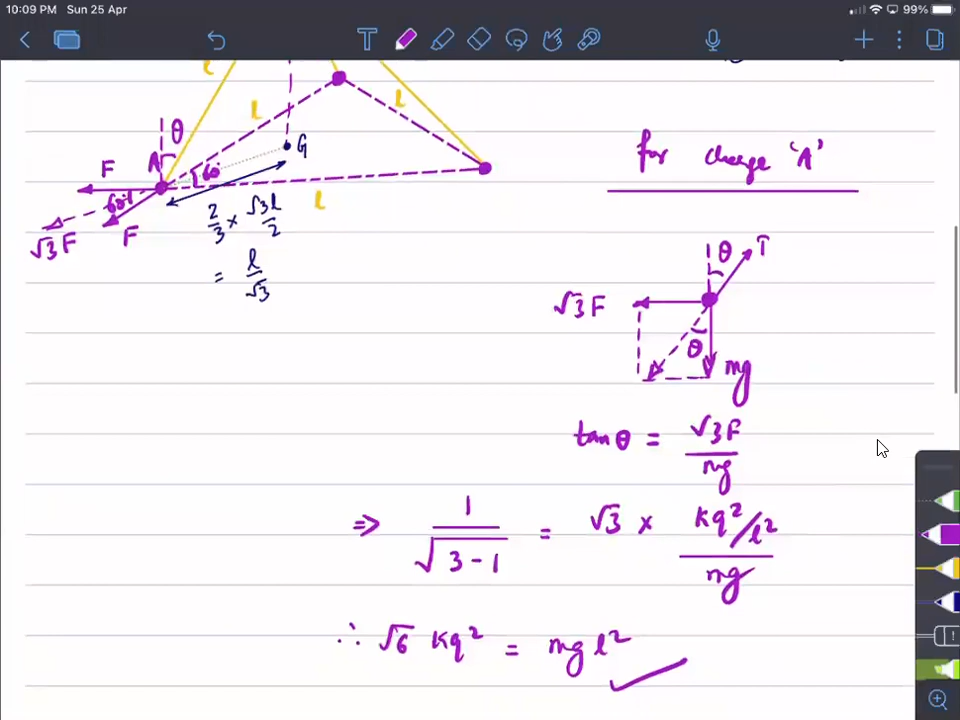 10:09 PM Sun 25 Apr 99%
T
l
θ
l
l
G
A
F
60°
60°
l
√3F
F
2/3 × √3l/2
= l/√3
for charge 'A'
θ T
√3F
θ
mg
tanθ = √3F/mg
⇒ 1/√(3-1) = √3 × (kq²/l²)/mg
∴ √6 kq² = mgl²